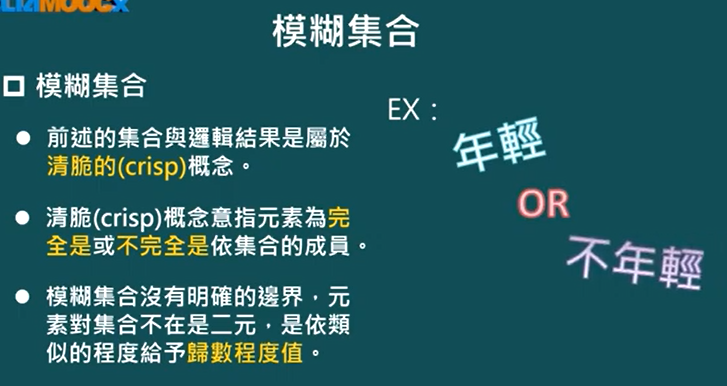 模糊集合
模糊集合
前述的集合與邏輯結果是屬於
清脆的(crisp)概念。
清脆(crisp)概念意指元素為完
全是或不完全是依集合的成員。
模糊集合沒有明確的邊界，元
素對集合不在是二元，是依類
似的程度給予歸數程度值。
EX：
年輕
OR
不年輕